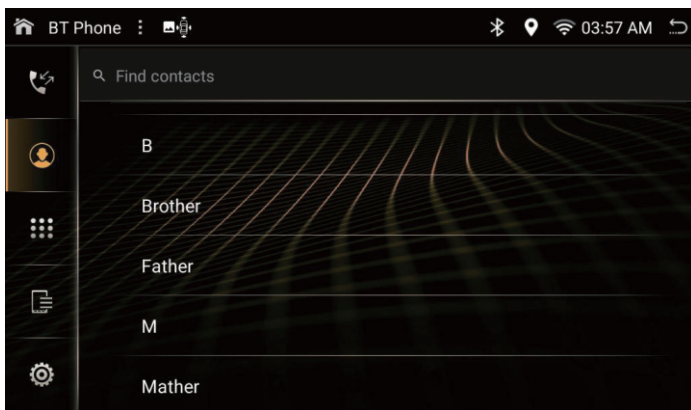 BT Phone
03:57 AM
Find contacts
B
Brother
Father
M
Mather